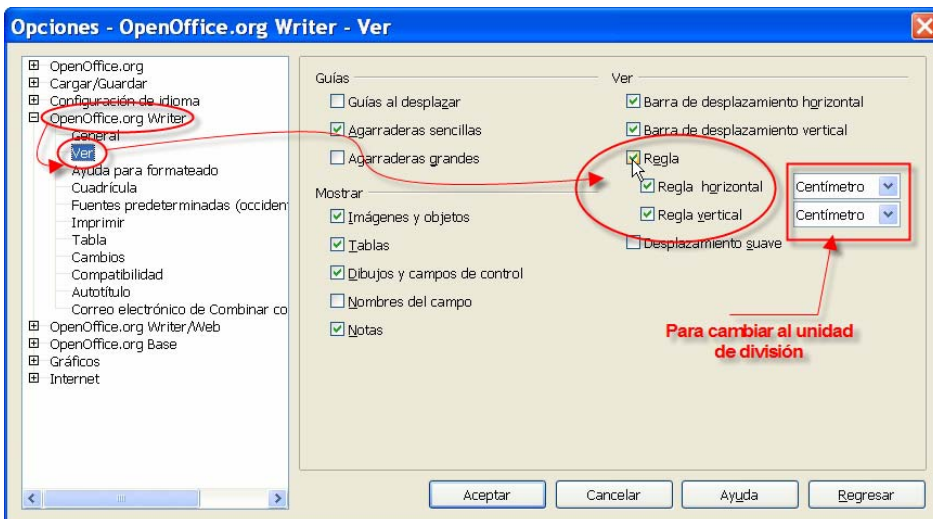 Opciones - OpenOffice.org Writer - Ver
OpenOffice.org
Cargar/Guardar
Configuración de idioma
OpenOffice.org Writer
General
Ver
Ayuda para formateado
Cuadrícula
Fuentes predeterminadas (occiden
Imprimir
Tabla
Cambios
Compatibilidad
Autotítulo
Correo electrónico de Combinar co
OpenOffice.org Writer/Web
OpenOffice.org Base
Gráficos
Internet
Guías
Guías al desplazar
Agarraderas sencillas
Agarraderas grandes
Mostrar
Imágenes y objetos
Tablas
Dibujos y campos de control
Nombres del campo
Notas
Ver
Barra de desplazamiento horizontal
Barra de desplazamiento vertical
Regla
Regla horizontal
Centímetro
Regla vertical
Centímetro
Desplazamiento suave
Para cambiar al unidad
de división
Aceptar
Cancelar
Ayuda
Regresar